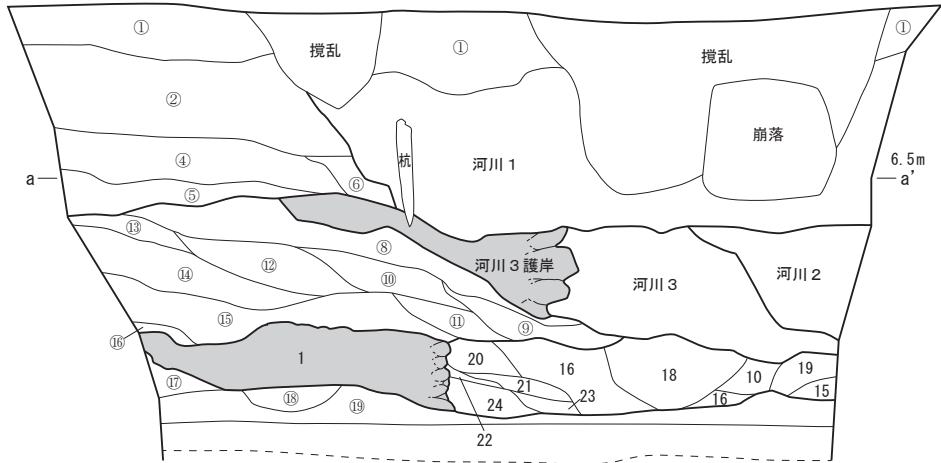 ①
①
①
撹乱
撹乱
②
崩落
④
杭
河川 1
6.5m
a
a'
⑤
⑥
⑬
⑧
⑫
⑭
⑩
河川 3 護岸
河川 3
河川 2
⑮
⑪
⑨
⑯
1
20
16
18
10
19
⑰
21
23
16
15
⑱
⑲
24
22